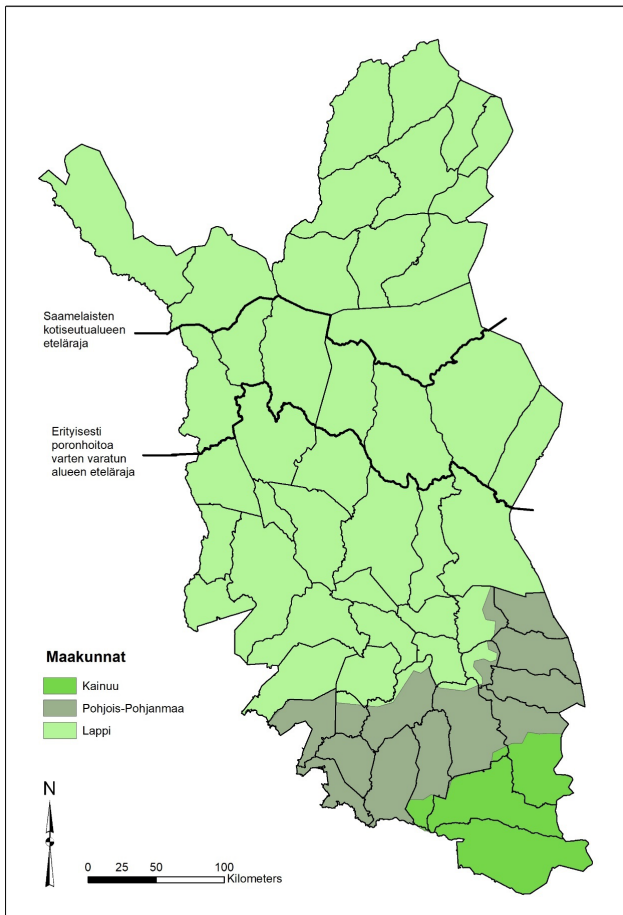 Saamelaisten
kotiseutualueen
eteläraja
Erityisesti
poronhoitoa
varten varatun
alueen eteläraja
Maakunnat
Kainuu
Pohjois-Pohjanmaa
Lappi
N
0 25 50 100
Kilometers